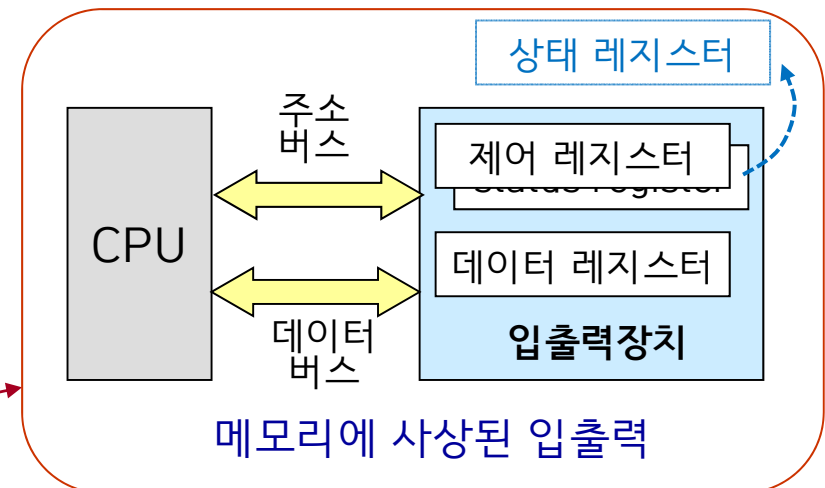 상태 레지스터
주소
버스
제어 레지스터
status register
CPU
데이터 레지스터
데이터
버스
입출력장치
메모리에 사상된 입출력